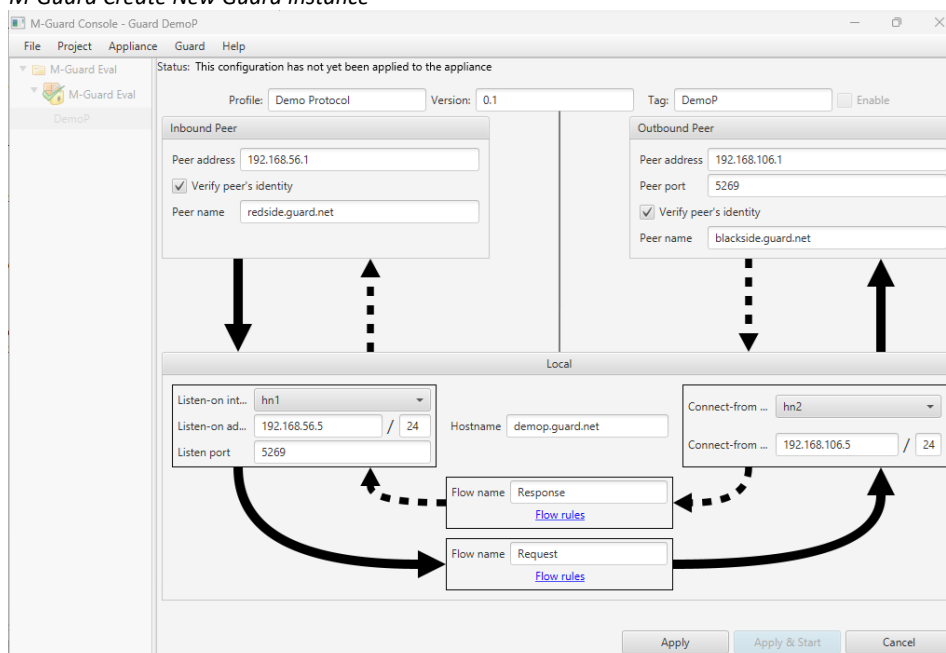 M-Guard Create New Guard Instance
M-Guard Console - Guard DemoP
File Project Appliance Guard Help
M-Guard Eval
M-Guard Eval
DemoP
Status: This configuration has not yet been applied to the appliance
Profile: Demo Protocol Version: 0.1 Tag: DemoP Enable
Inbound Peer
Peer address 192.168.56.1
Verify peer's identity
Peer name redside.guard.net
Outbound Peer
Peer address 192.168.106.1
Peer port 5269
Verify peer's identity
Peer name blackside.guard.net
Local
Listen-on int... hn1
Listen-on ad... 192.168.56.5 / 24
Listen port 5269
Hostname demop.guard.net
Connect-from ... hn2
Connect-from ... 192.168.106.5 / 24
Flow name Response
Flow rules
Flow name Request
Flow rules
Apply Apply & Start Cancel